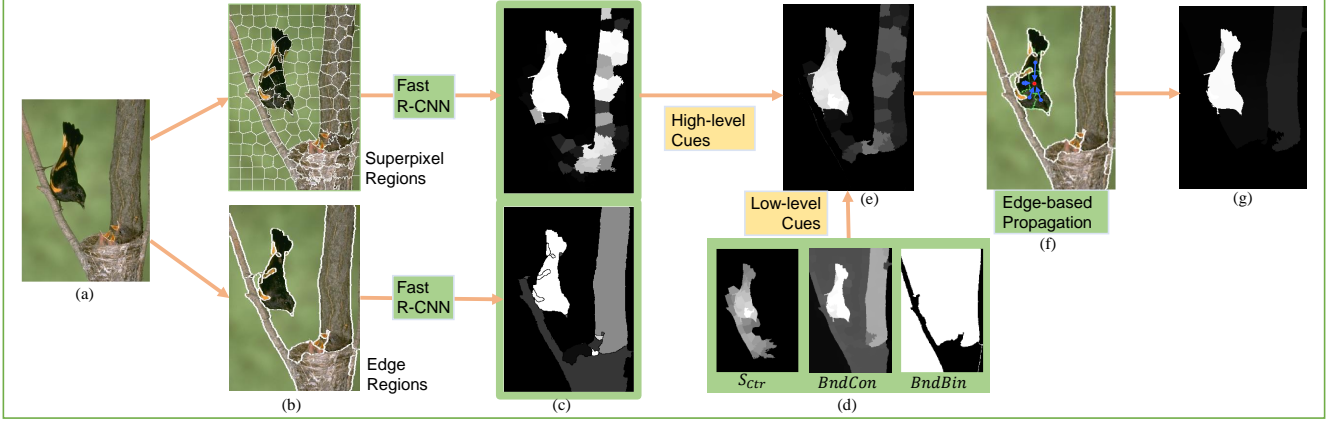 (a)
Superpixel
Regions
Edge
Regions
(b)
Fast
R-CNN
Fast
R-CNN
(c)
High-level
Cues
Low-level
Cues
S_Ctr
BndCon
BndBin
(d)
(e)
Edge-based
Propagation
(f)
(g)